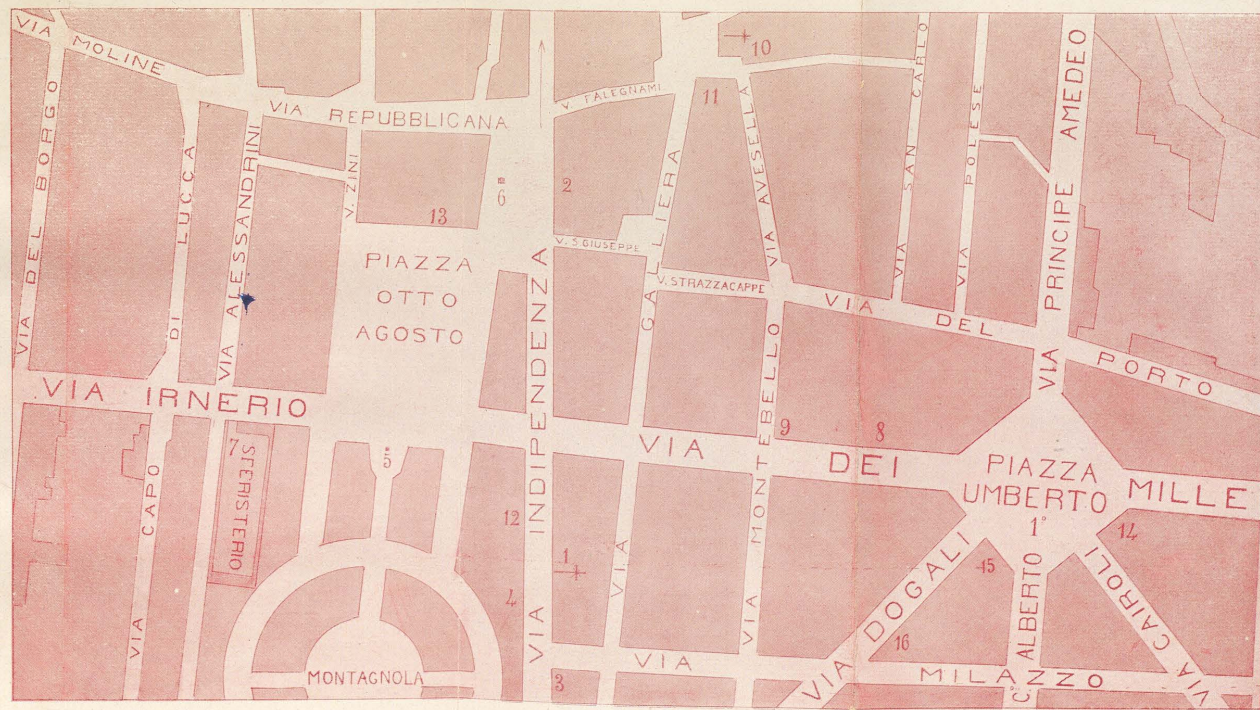 VIA MOLINE
10
VIA REPUBBLICANA
V. FALEGNAMI
11
VIA DEL BORGO
DI LUCCA
VIA ALESSANDRINI
V. ZINI
13
6
2
VIA AVESELLA
VIA SAN CARLO
VIA POLESE
VIA PRINCIPE AMEDEO
PIAZZA
OTTO
AGOSTO
V. S. GIUSEPPE
V. STRAZZACAPPE
VIA GALLIERA
VIA DEL PORTO
VIA IRNERIO
VIA INDIPENDENZA
VIA MONTEBELLO
9
8
VIA DEI MILLE
PIAZZA
UMBERTO
1°
7
STERISTERIO
5
VIA CAPO
12
1
4
14
15
16
VIA DOGALI
C. ALBERTO
VIA CAIROLI
MONTAGNOLA
3
VIA MILAZZO